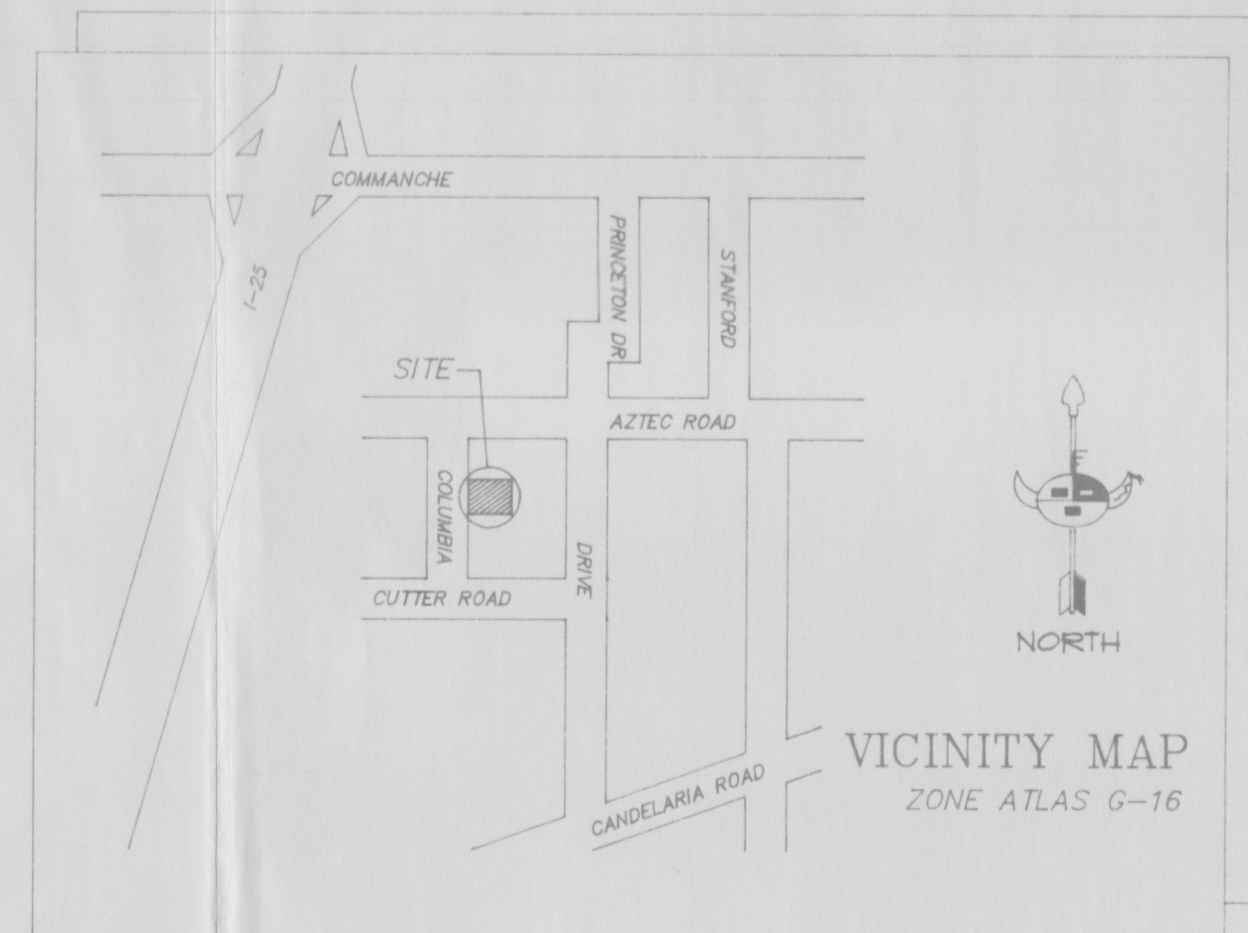 COMMANCHE
I-25
PRINCETON DR
STANFORD
SITE
AZTEC ROAD
COLUMBIA
DRIVE
CUTTER ROAD
CANDELARIA ROAD
NORTH
VICINITY MAP
ZONE ATLAS G-16